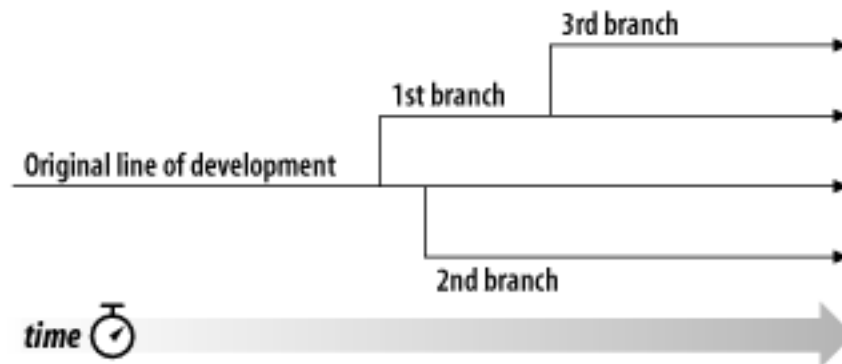 3rd branch
1st branch
Original line of development
2nd branch
time